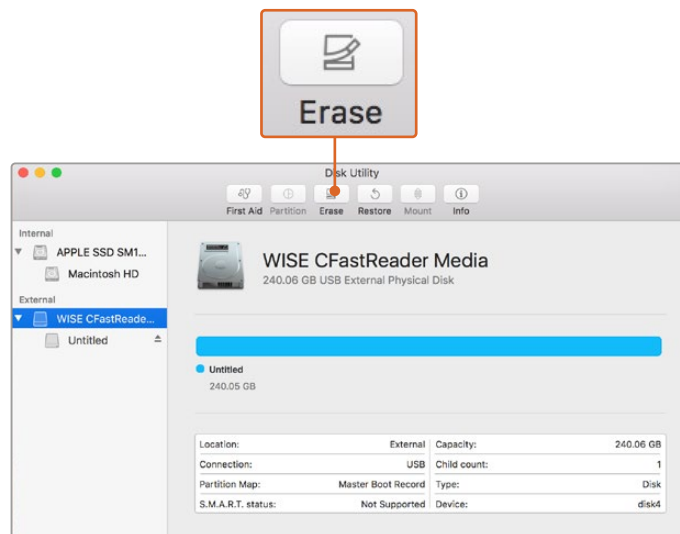 Erase
Disk Utility
First Aid Partition Erase Restore Mount Info
Internal
APPLE SSD SM1...
Macintosh HD
External
WISE CFastReade...
Untitled
WISE CFastReader Media
240.06 GB USB External Physical Disk
Untitled
240.05 GB
Location: External Capacity: 240.06 GB
Connection: USB Child count: 1
Partition Map: Master Boot Record Type: Disk
S.M.A.R.T. status: Not Supported Device: disk4